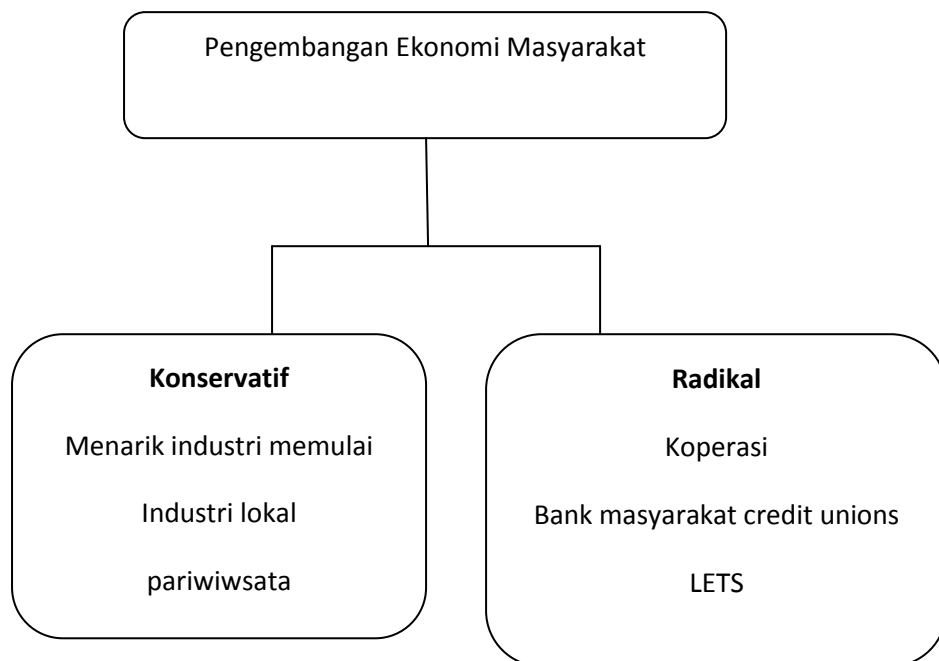 Pengembangan Ekonomi Masyarakat
Konservatif
Menarik industri memulai
Industri lokal
pariwiwsata
Radikal
Koperasi
Bank masyarakat credit unions
LETS